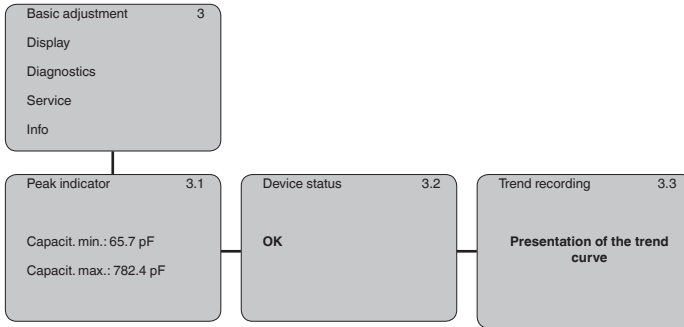 Basic adjustment 3
Display
Diagnostics
Service
Info
Peak indicator 3.1
Capacit. min.: 65.7 pF
Capacit. max.: 782.4 pF
Device status 3.2
OK
Trend recording 3.3
Presentation of the trend
curve